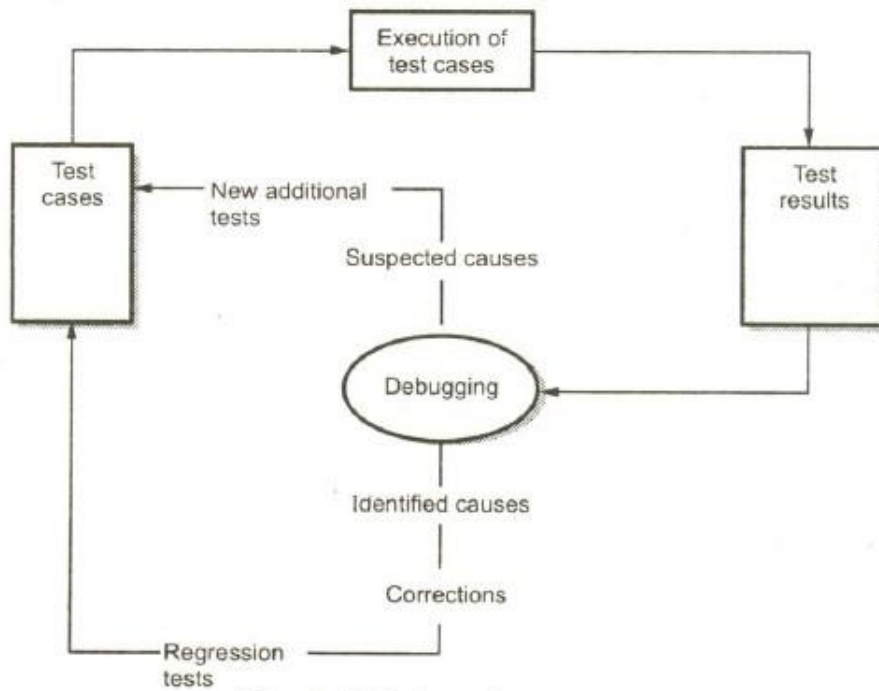 Execution of
test cases
Test
cases
Test
results
New additional
tests
Suspected causes
Debugging
Identified causes
Corrections
Regression
tests